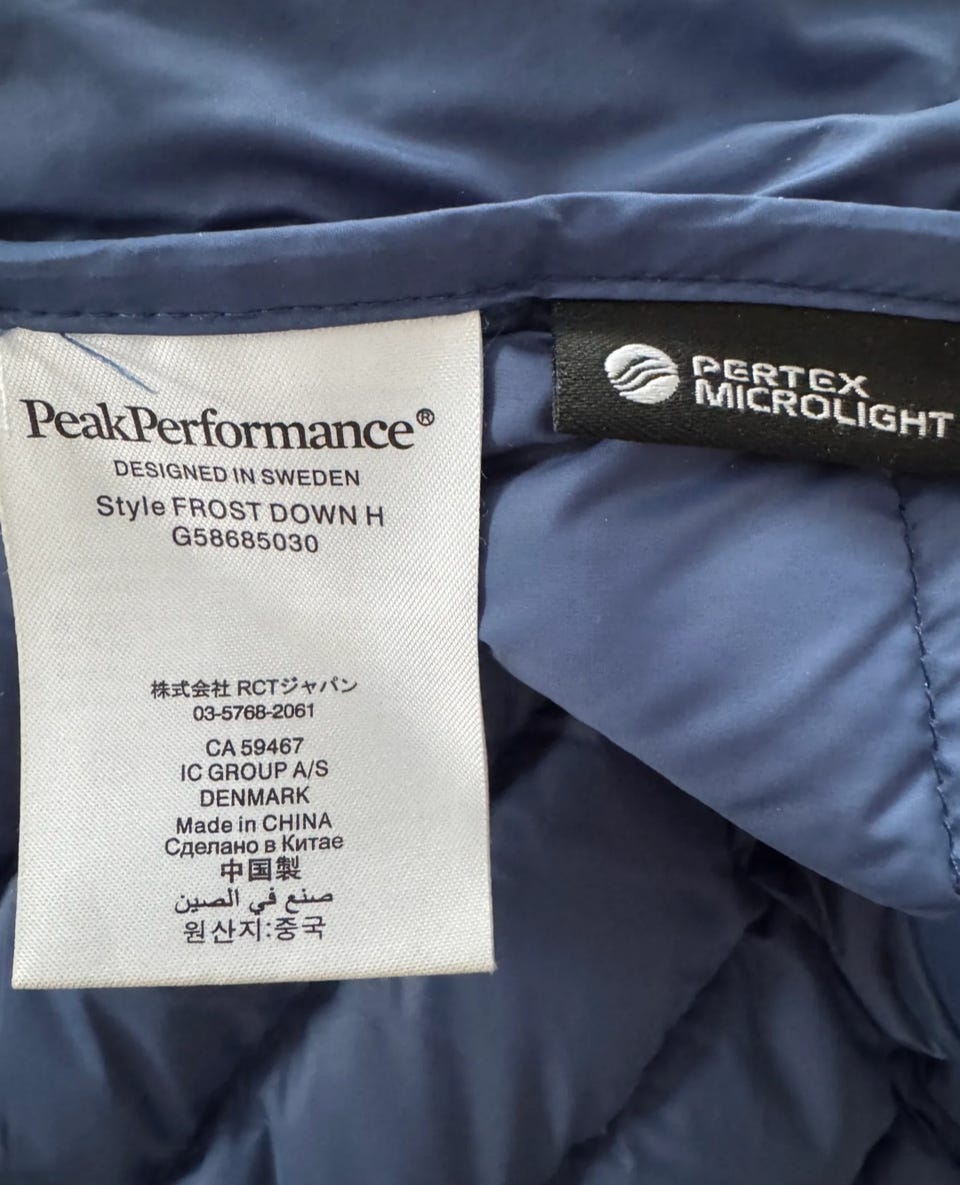 PeakPerformance®
DESIGNED IN SWEDEN
Style FROST DOWN H
G58685030
株式会社 RCTジャパン
03-5768-2061
CA 59467
IC GROUP A/S
DENMARK
Made in CHINA
Сделано в Китае
中国製
صنع في الصين
원산지:중국
PERTEX
MICROLIGHT